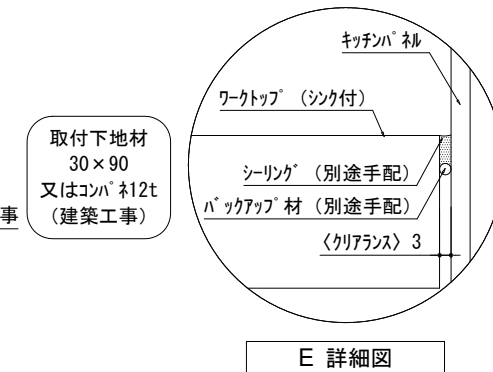 キッチンパネル
ワークトップ（シンク付）
取付下地材
30×90
又はコンパネ12t
（建築工事）
事
シーリング（別途手配）
バックアップ材（別途手配）
〈クリアランス〉3
E 詳細図